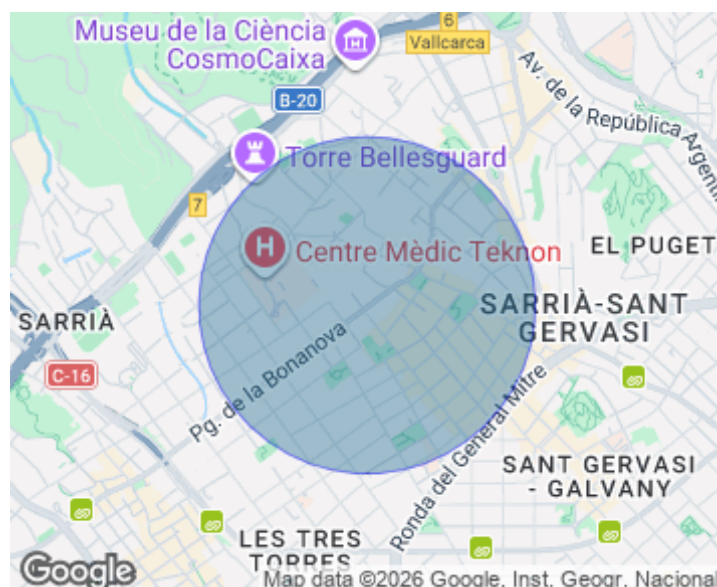 Museu de la Ciència
CosmoCaixa
6
Vallcarca
Av. de la República Argen
B-20
Torre Bellesguard
7
H
Centre Mèdic Teknon
EL PUGET
SARRIÀ
SARRIÀ-SANT
GERVASI
C-16
Pg. de la Bonanova
Ronda del General Mitre
SANT GERVASI
- GALVANY
LES TRES
TORRES
Google
Map data ©2026 Google, Inst. Geogr. Nacional